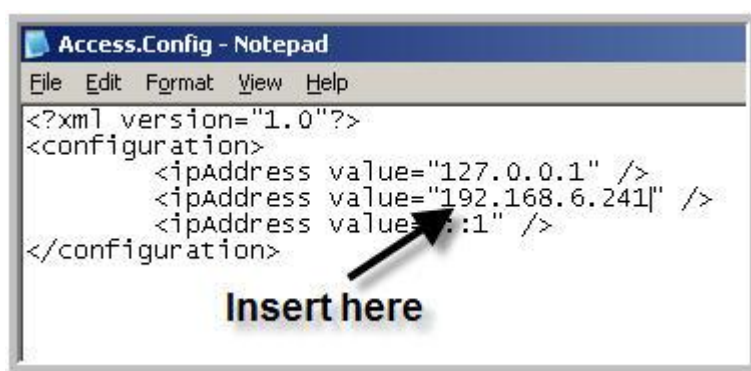 Access.Config - Notepad
File Edit Format View Help
<?xml version="1.0"?>
<configuration>
<ipAddress value="127.0.0.1" />
<ipAddress value="192.168.6.241" />
<ipAddress value= ::1" />
</configuration>
Insert here